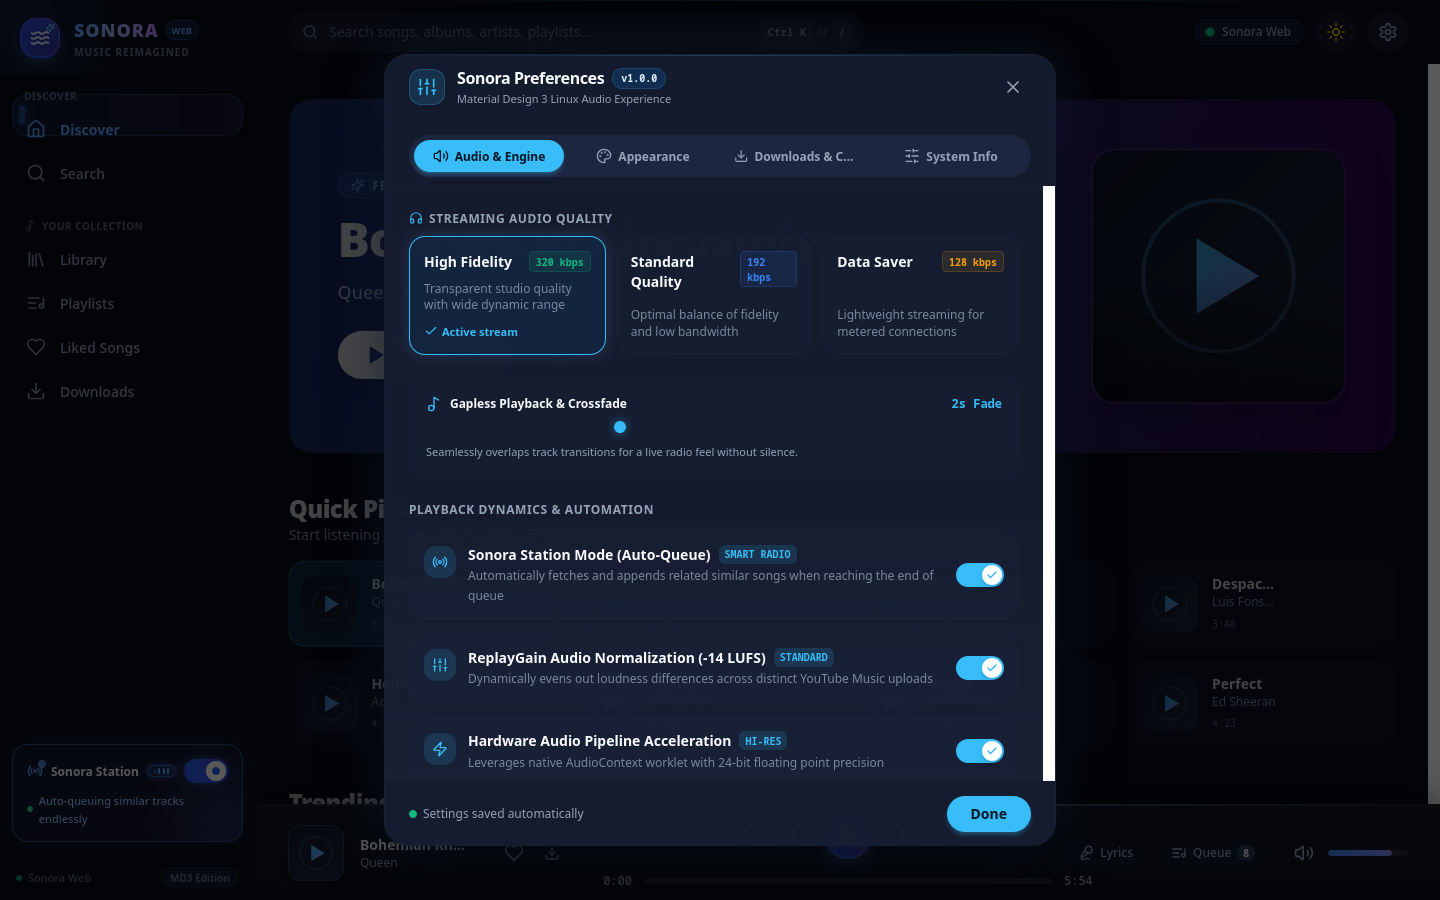 SONORA WEB
MUSIC REIMAGINED
Search songs, albums, artists, playlists... Ctrl K or /
Sonora Web
DISCOVER
Discover
Search
YOUR COLLECTION
Library
Playlists
Liked Songs
Downloads
Sonora Station
Auto-queuing similar tracks
endlessly
Sonora Web MD3 Edition
Sonora Preferences v1.0.0
Material Design 3 Linux Audio Experience
Audio & Engine Appearance Downloads & C... System Info
STREAMING AUDIO QUALITY
High Fidelity 320 kbps
Transparent studio quality
with wide dynamic range
Active stream
Standard
Quality
192
kbps
Optimal balance of fidelity
and low bandwidth
Data Saver 128 kbps
Lightweight streaming for
metered connections
Gapless Playback & Crossfade 2s Fade
Seamlessly overlaps track transitions for a live radio feel without silence.
PLAYBACK DYNAMICS & AUTOMATION
Sonora Station Mode (Auto-Queue) SMART RADIO
Automatically fetches and appends related similar songs when reaching the end of
queue
ReplayGain Audio Normalization (-14 LUFS) STANDARD
Dynamically evens out loudness differences across distinct YouTube Music uploads
Hardware Audio Pipeline Acceleration HI-RES
Leverages native AudioContext worklet with 24-bit floating point precision
Settings saved automatically
Done
Quick
Start listening
Despac...
Luis Fons...
3:48
Perfect
Ed Sheeran
4:23
Queen
0:00 5:54
Lyrics Queue 8